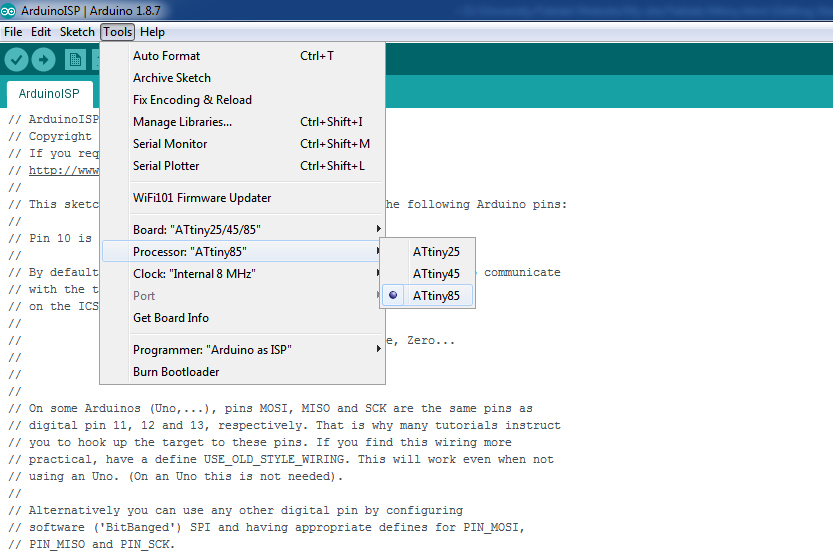 ArduinoISP | Arduino 1.8.7
File Edit Sketch Tools Help
ArduinoISP
Auto Format Ctrl+T
Archive Sketch
Fix Encoding & Reload
Manage Libraries... Ctrl+Shift+I
Serial Monitor Ctrl+Shift+M
Serial Plotter Ctrl+Shift+L
WiFi101 Firmware Updater
Board: "ATtiny25/45/85"
Processor: "ATtiny85"
Clock: "Internal 8 MHz"
Port
Get Board Info
Programmer: "Arduino as ISP"
Burn Bootloader
ATtiny25
ATtiny45
ATtiny85
// ArduinoISP
// Copyright
// If you req
// http://www
//
// This sketc he following Arduino pins:
//
// Pin 10 is
//
// By default communicate
// with the t
// on the ICS
//
// e, Zero...
//
//
//
// On some Arduinos (Uno,...), pins MOSI, MISO and SCK are the same pins as
// digital pin 11, 12 and 13, respectively. That is why many tutorials instruct
// you to hook up the target to these pins. If you find this wiring more
// practical, have a define USE_OLD_STYLE_WIRING. This will work even when not
// using an Uno. (On an Uno this is not needed).
//
// Alternatively you can use any other digital pin by configuring
// software ('BitBanged') SPI and having appropriate defines for PIN_MOSI,
// PIN_MISO and PIN_SCK.